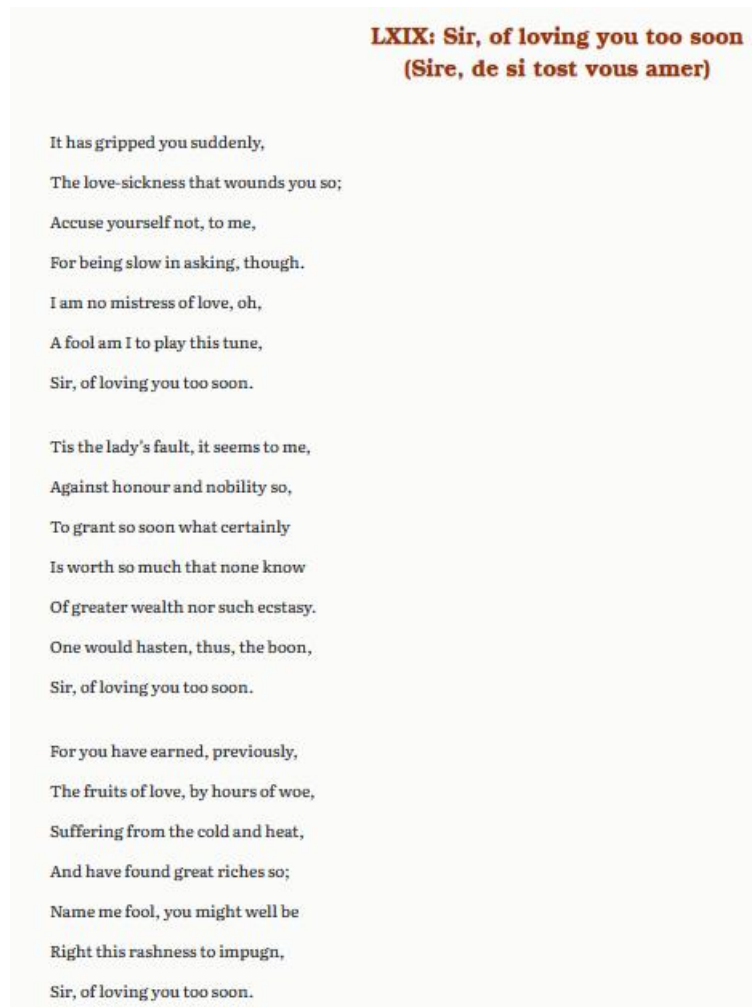 LXIX: Sir, of loving you too soon
(Sire, de si tost vous amer)
It has gripped you suddenly,
The love-sickness that wounds you so;
Accuse yourself not, to me,
For being slow in asking, though.
I am no mistress of love, oh,
A fool am I to play this tune,
Sir, of loving you too soon.
Tis the lady’s fault, it seems to me,
Against honour and nobility so,
To grant so soon what certainly
Is worth so much that none know
Of greater wealth nor such ecstasy.
One would hasten, thus, the boon,
Sir, of loving you too soon.
For you have earned, previously,
The fruits of love, by hours of woe,
Suffering from the cold and heat,
And have found great riches so;
Name me fool, you might well be
Right this rashness to impugn,
Sir, of loving you too soon.